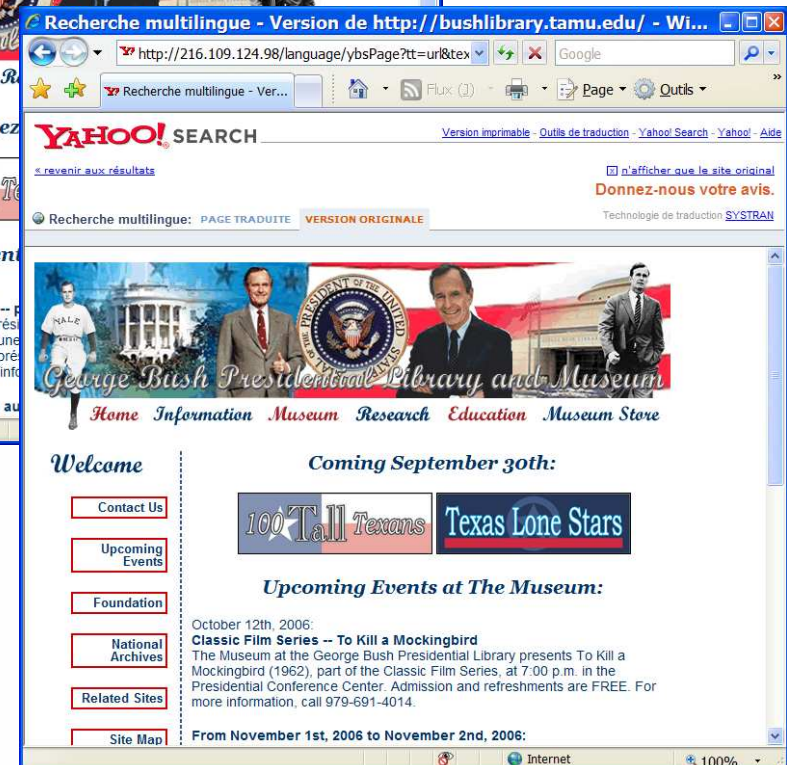 Recherche multilingue - Version de http://bushlibrary.tamu.edu/ - Wi...
http://216.109.124.98/language/ybsPage?tt=url&tex
Google
Recherche multilingue - Ver...
Flux (J)
Page
Outils
»
YAHOO! SEARCH
Version imprimable - Outils de traduction - Yahoo! Search - Yahoo! - Aide
« revenir aux résultats
n'afficher que le site original
Donnez-nous votre avis.
Recherche multilingue: PAGE TRADUITE VERSION ORIGINALE
Technologie de traduction SYSTRAN
YALE
George Bush Presidential Library and Museum
Home Information Museum Research Education Museum Store
Welcome
Contact Us
Upcoming
Events
Foundation
National
Archives
Related Sites
Site Map
Coming September 30th:
100 Tall Texans
Texas Lone Stars
Upcoming Events at The Museum:
October 12th, 2006:
Classic Film Series -- To Kill a Mockingbird
The Museum at the George Bush Presidential Library presents To Kill a
Mockingbird (1962), part of the Classic Film Series, at 7:00 p.m. in the
Presidential Conference Center. Admission and refreshments are FREE. For
more information, call 979-691-4014.
From November 1st, 2006 to November 2nd, 2006:
Internet
100%